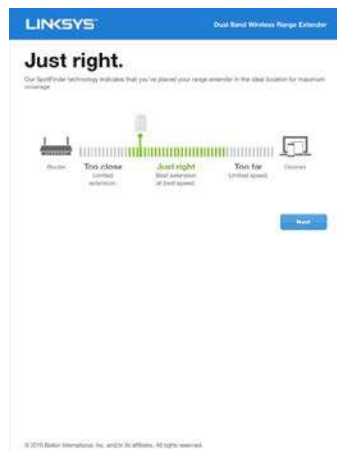 LINKSYS
Dual Band Wireless Range Extender
Just right.
Our SpotFinder technology indicates that you've placed your range extender in the ideal location for maximum
coverage.
Router
Too close
Limited
extension.
Just right
Best extension
at best speed.
Too far
Limited speed.
Devices
Next
© 2015 Belkin International, Inc. and/or its affiliates. All rights reserved.